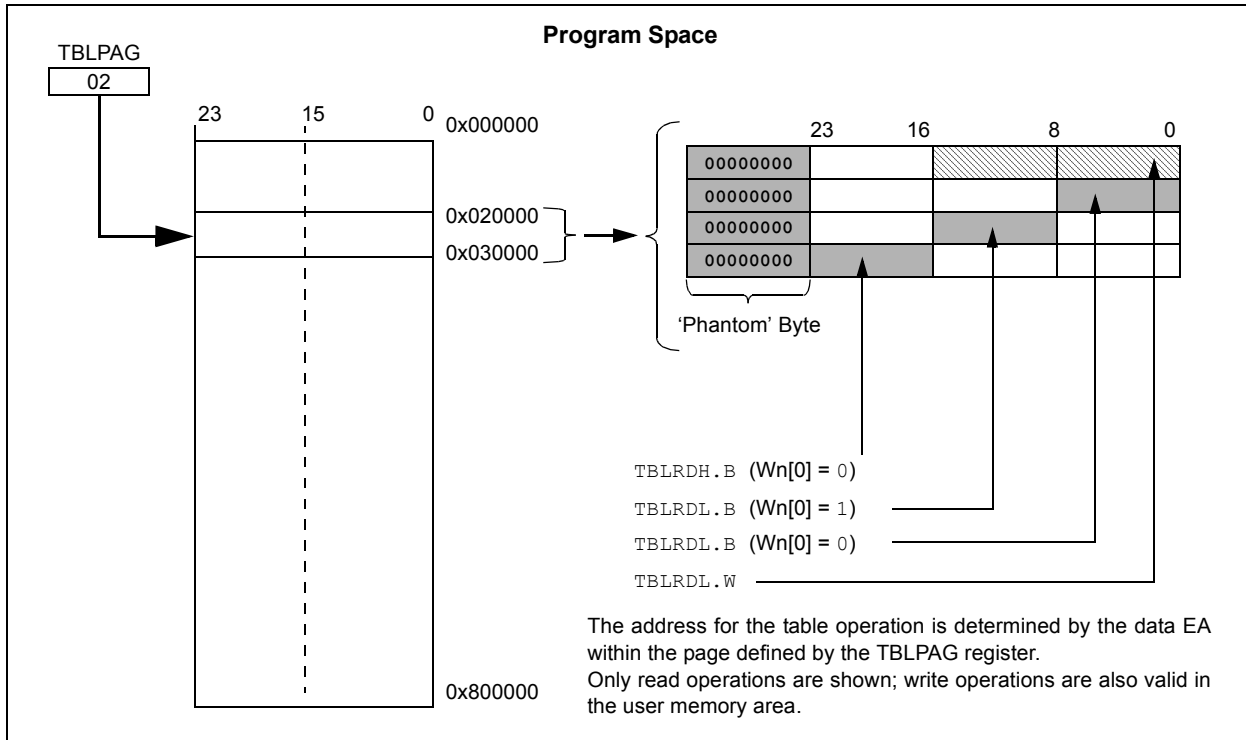 Program Space
TBLPAG
02
23 15 0
0x000000
0x020000
0x030000
0x800000
23 16 8 0
00000000
00000000
00000000
00000000
‘Phantom’ Byte
TBLRDH.B (Wn[0] = 0)
TBLRDL.B (Wn[0] = 1)
TBLRDL.B (Wn[0] = 0)
TBLRDL.W
The address for the table operation is determined by the data EA
within the page defined by the TBLPAG register.
Only read operations are shown; write operations are also valid in
the user memory area.